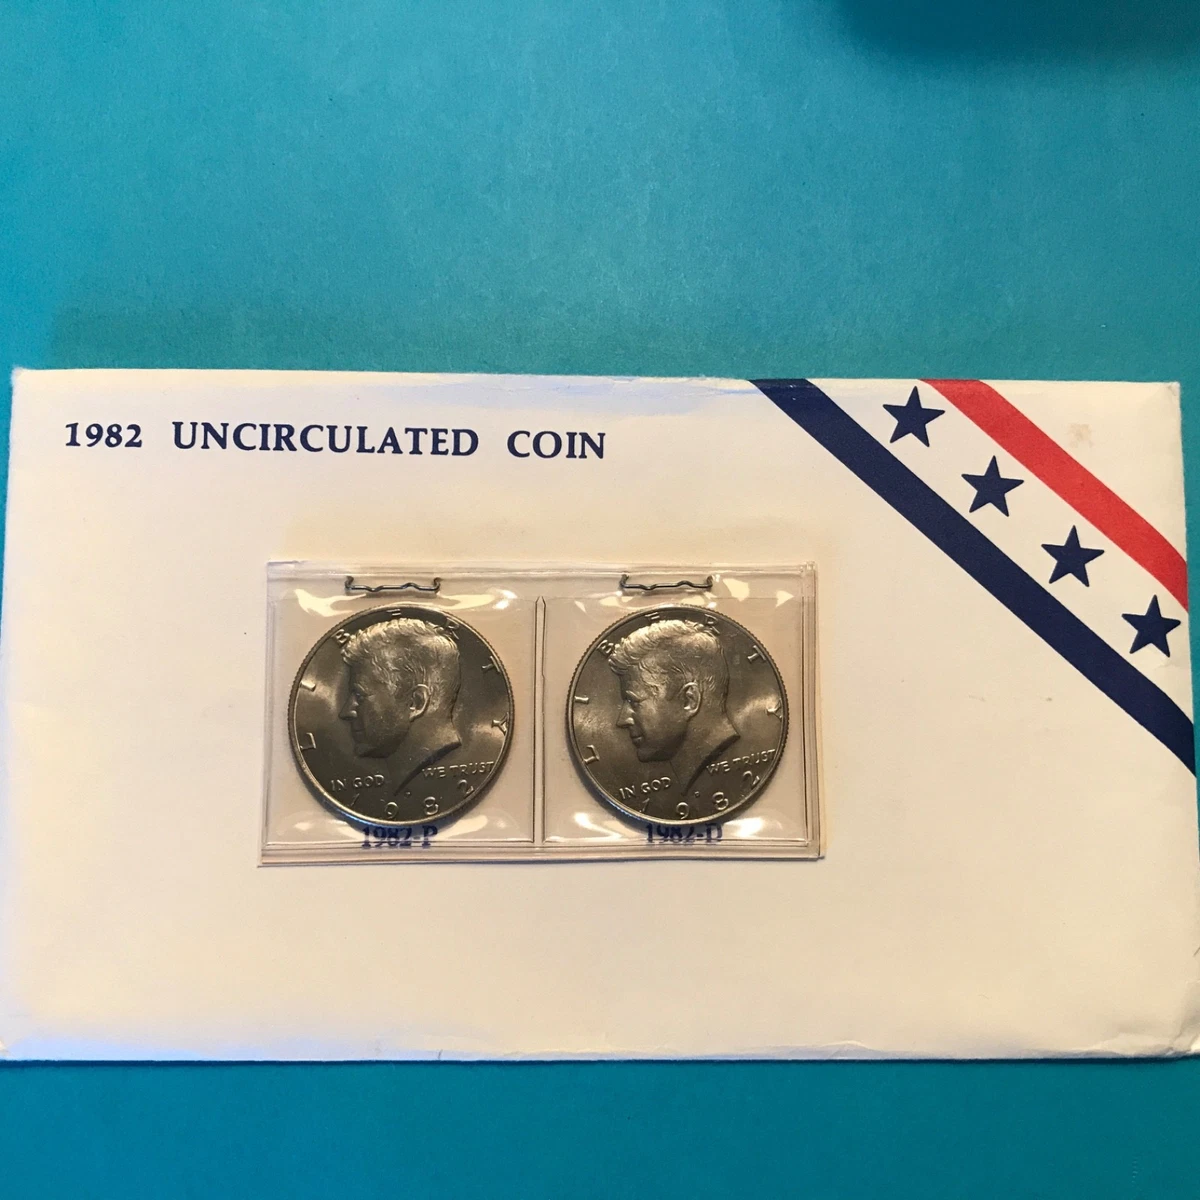 1982 UNCIRCULATED COIN
LIBERTY
IN GOD WE TRUST
1982
1982-P
LIBERTY
IN GOD WE TRUST
1982
1982-D